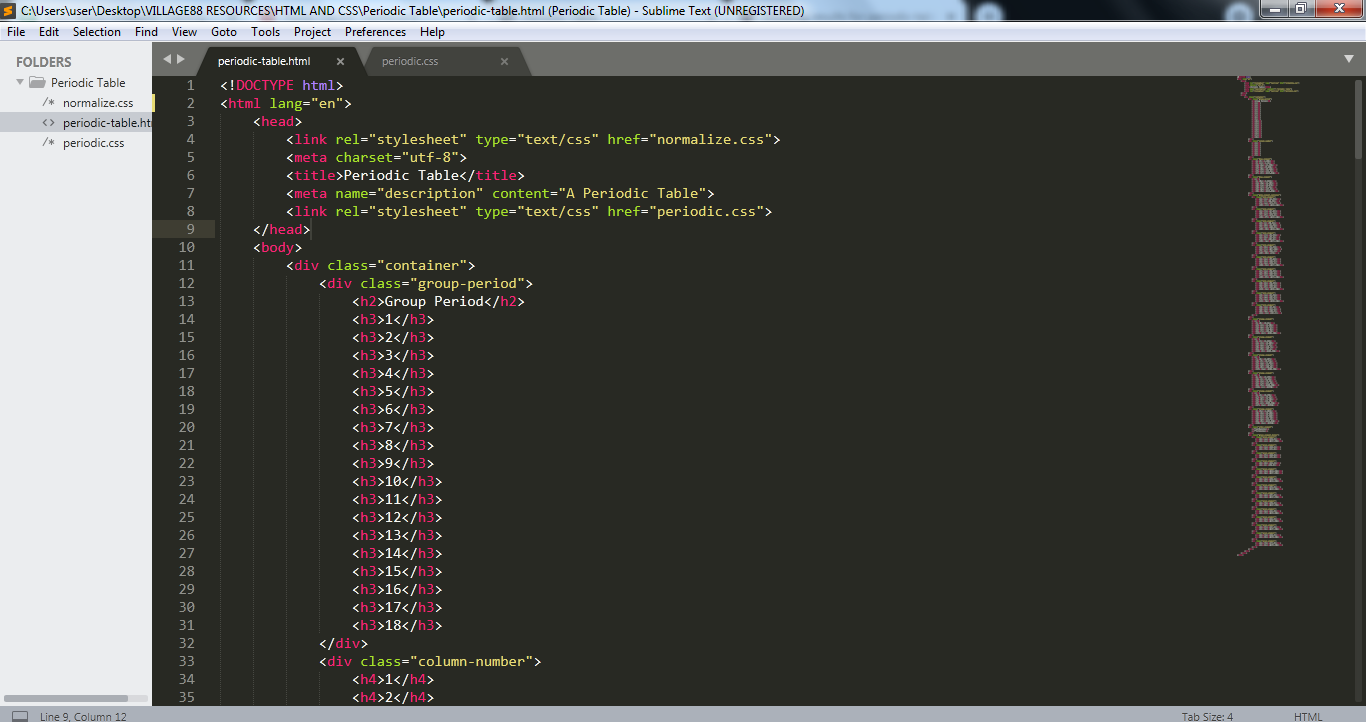 C:\Users\user\Desktop\VILLAGE88 RESOURCES\HTML AND CSS\Periodic Table\periodic-table.html (Periodic Table) - Sublime Text (UNREGISTERED)
File Edit Selection Find View Goto Tools Project Preferences Help
FOLDERS
Periodic Table
/* normalize.css
<> periodic-table.htm
/* periodic.css
periodic-table.html × periodic.css ×
1 <!DOCTYPE html>
2 <html lang="en">
3 <head>
4 <link rel="stylesheet" type="text/css" href="normalize.css">
5 <meta charset="utf-8">
6 <title>Periodic Table</title>
7 <meta name="description" content="A Periodic Table">
8 <link rel="stylesheet" type="text/css" href="periodic.css">
9 </head>
10 <body>
11 <div class="container">
12 <div class="group-period">
13 <h2>Group Period</h2>
14 <h3>1</h3>
15 <h3>2</h3>
16 <h3>3</h3>
17 <h3>4</h3>
18 <h3>5</h3>
19 <h3>6</h3>
20 <h3>7</h3>
21 <h3>8</h3>
22 <h3>9</h3>
23 <h3>10</h3>
24 <h3>11</h3>
25 <h3>12</h3>
26 <h3>13</h3>
27 <h3>14</h3>
28 <h3>15</h3>
29 <h3>16</h3>
30 <h3>17</h3>
31 <h3>18</h3>
32 </div>
33 <div class="column-number">
34 <h4>1</h4>
35 <h4>2</h4>
Line 9, Column 12
Tab Size: 4
HTML